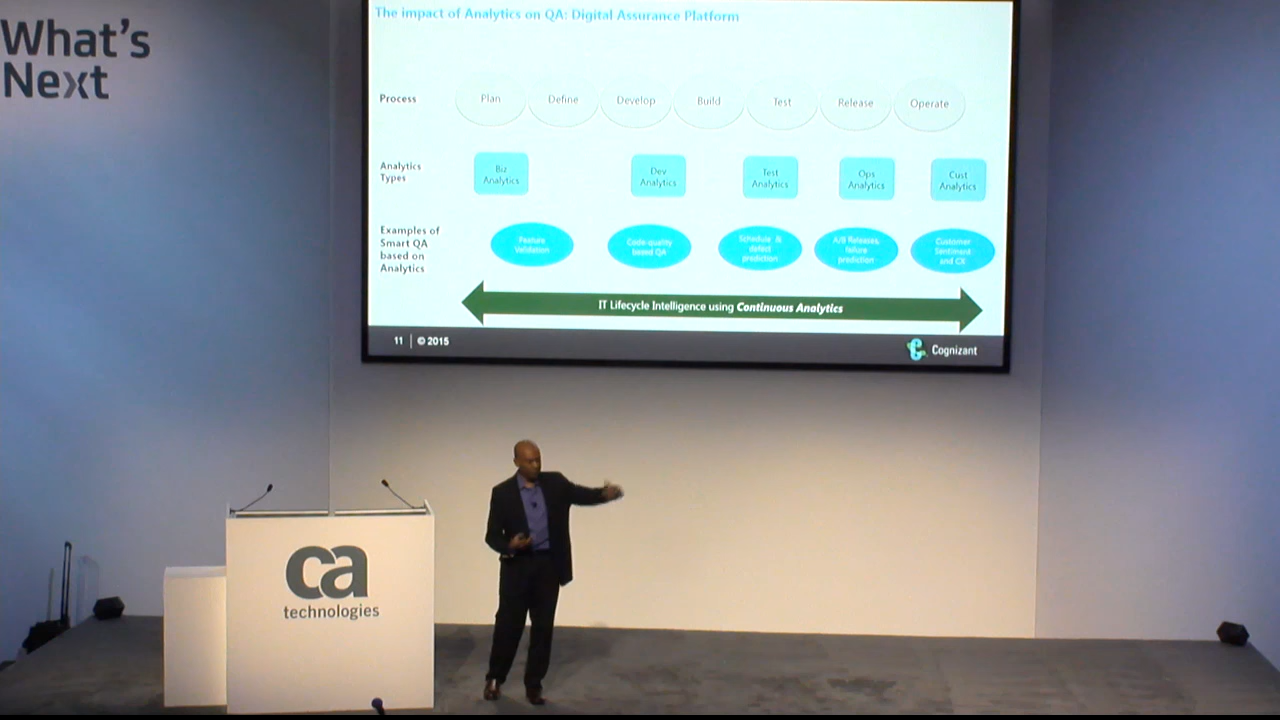 What's
Next
The impact of Analytics on QA: Digital Assurance Platform
Process
Plan
Define
Develop
Build
Test
Release
Operate
Analytics
Types
Biz
Analytics
Dev
Analytics
Test
Analytics
Ops
Analytics
Cust
Analytics
Examples of
Smart QA
based on
Analytics
Feature
Validation
Code quality
based QA
Schedule &
defect
prediction
A/B Releases,
failure
prediction
Customer
Sentiment
and CX
IT Lifecycle Intelligence using Continuous Analytics
11 | © 2015
Cognizant
ca
technologies